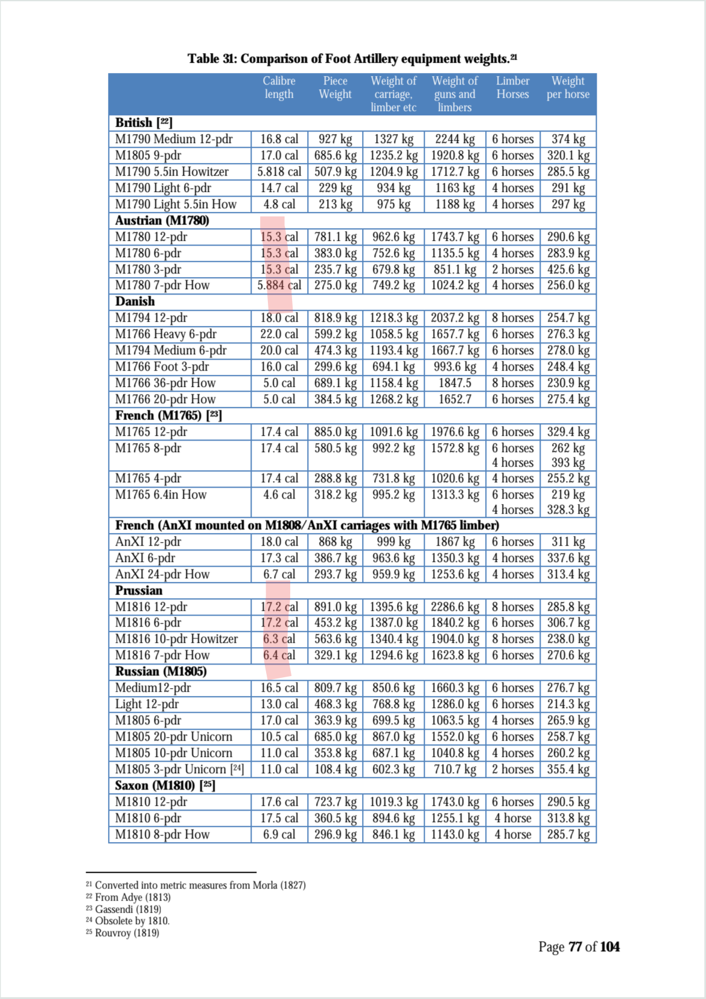 Table 31: Comparison of Foot Artillery equipment weights.²¹
Calibre length Piece Weight Weight of carriage, limber etc Weight of guns and limbers Limber Horses Weight per horse
British [²²]
M1790 Medium 12-pdr 16.8 cal 927 kg 1327 kg 2244 kg 6 horses 374 kg
M1805 9-pdr 17.0 cal 685.6 kg 1235.2 kg 1920.8 kg 6 horses 320.1 kg
M1790 5.5in Howitzer 5.818 cal 507.9 kg 1204.9 kg 1712.7 kg 6 horses 285.5 kg
M1790 Light 6-pdr 14.7 cal 229 kg 934 kg 1163 kg 4 horses 291 kg
M1790 Light 5.5in How 4.8 cal 213 kg 975 kg 1188 kg 4 horses 297 kg
Austrian (M1780)
M1780 12-pdr 15.3 cal 781.1 kg 962.6 kg 1743.7 kg 6 horses 290.6 kg
M1780 6-pdr 15.3 cal 383.0 kg 752.6 kg 1135.5 kg 4 horses 283.9 kg
M1780 3-pdr 15.3 cal 235.7 kg 679.8 kg 851.1 kg 2 horses 425.6 kg
M1780 7-pdr How 5.884 cal 275.0 kg 749.2 kg 1024.2 kg 4 horses 256.0 kg
Danish
M1794 12-pdr 18.0 cal 818.9 kg 1218.3 kg 2037.2 kg 8 horses 254.7 kg
M1766 Heavy 6-pdr 22.0 cal 599.2 kg 1058.5 kg 1657.7 kg 6 horses 276.3 kg
M1794 Medium 6-pdr 20.0 cal 474.3 kg 1193.4 kg 1667.7 kg 6 horses 278.0 kg
M1766 Foot 3-pdr 16.0 cal 299.6 kg 694.1 kg 993.6 kg 4 horses 248.4 kg
M1766 36-pdr How 5.0 cal 689.1 kg 1158.4 kg 1847.5 8 horses 230.9 kg
M1766 20-pdr How 5.0 cal 384.5 kg 1268.2 kg 1652.7 6 horses 275.4 kg
French (M1765) [²³]
M1765 12-pdr 17.4 cal 885.0 kg 1091.6 kg 1976.6 kg 6 horses 329.4 kg
M1765 8-pdr 17.4 cal 580.5 kg 992.2 kg 1572.8 kg 6 horses 262 kg
4 horses 393 kg
M1765 4-pdr 17.4 cal 288.8 kg 731.8 kg 1020.6 kg 4 horses 255.2 kg
M1765 6.4in How 4.6 cal 318.2 kg 995.2 kg 1313.3 kg 6 horses 219 kg
4 horses 328.3 kg
French (AnXI mounted on M1808/AnXI carriages with M1765 limber)
AnXI 12-pdr 18.0 cal 868 kg 999 kg 1867 kg 6 horses 311 kg
AnXI 6-pdr 17.3 cal 386.7 kg 963.6 kg 1350.3 kg 4 horses 337.6 kg
AnXI 24-pdr How 6.7 cal 293.7 kg 959.9 kg 1253.6 kg 4 horses 313.4 kg
Prussian
M1816 12-pdr 17.2 cal 891.0 kg 1395.6 kg 2286.6 kg 8 horses 285.8 kg
M1816 6-pdr 17.2 cal 453.2 kg 1387.0 kg 1840.2 kg 6 horses 306.7 kg
M1816 10-pdr Howitzer 6.3 cal 563.6 kg 1340.4 kg 1904.0 kg 8 horses 238.0 kg
M1816 7-pdr How 6.4 cal 329.1 kg 1294.6 kg 1623.8 kg 6 horses 270.6 kg
Russian (M1805)
Medium12-pdr 16.5 cal 809.7 kg 850.6 kg 1660.3 kg 6 horses 276.7 kg
Light 12-pdr 13.0 cal 468.3 kg 768.8 kg 1286.0 kg 6 horses 214.3 kg
M1805 6-pdr 17.0 cal 363.9 kg 699.5 kg 1063.5 kg 4 horses 265.9 kg
M1805 20-pdr Unicorn 10.5 cal 685.0 kg 867.0 kg 1552.0 kg 6 horses 258.7 kg
M1805 10-pdr Unicorn 11.0 cal 353.8 kg 687.1 kg 1040.8 kg 4 horses 260.2 kg
M1805 3-pdr Unicorn [²⁴] 11.0 cal 108.4 kg 602.3 kg 710.7 kg 2 horses 355.4 kg
Saxon (M1810) [²⁵]
M1810 12-pdr 17.6 cal 723.7 kg 1019.3 kg 1743.0 kg 6 horses 290.5 kg
M1810 6-pdr 17.5 cal 360.5 kg 894.6 kg 1255.1 kg 4 horse 313.8 kg
M1810 8-pdr How 6.9 cal 296.9 kg 846.1 kg 1143.0 kg 4 horse 285.7 kg
²¹ Converted into metric measures from Morla (1827)
²² From Adye (1813)
²³ Gassendi (1819)
²⁴ Obsolete by 1810.
²⁵ Rouvroy (1819)
Page 77 of 104